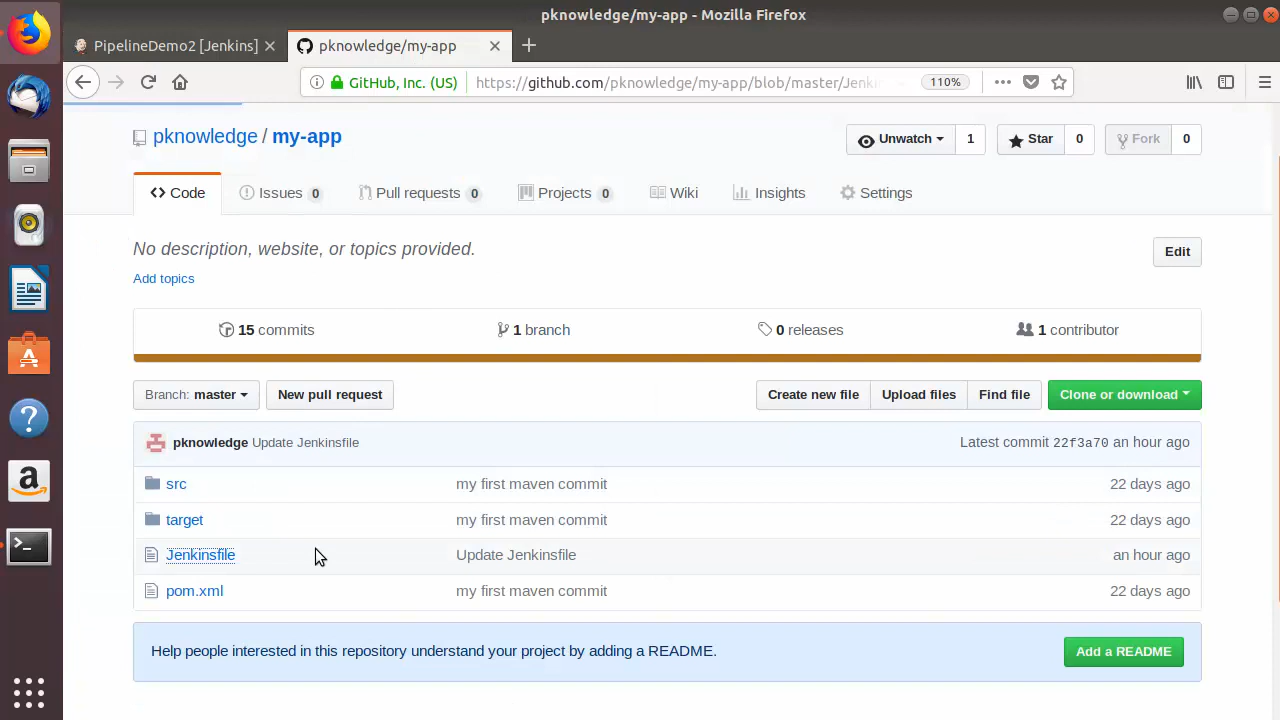 pknowledge/my-app - Mozilla Firefox
PipelineDemo2 [Jenkins]
pknowledge/my-app
GitHub, Inc. (US)
https://github.com/pknowledge/my-app/blob/master/Jenkin
110%
pknowledge / my-app
Unwatch 1
Star 0
Fork 0
Code
Issues 0
Pull requests 0
Projects 0
Wiki
Insights
Settings
No description, website, or topics provided.
Edit
Add topics
15 commits
1 branch
0 releases
1 contributor
Branch: master
New pull request
Create new file
Upload files
Find file
Clone or download
pknowledge Update Jenkinsfile
Latest commit 22f3a70 an hour ago
src my first maven commit 22 days ago
target my first maven commit 22 days ago
Jenkinsfile Update Jenkinsfile an hour ago
pom.xml my first maven commit 22 days ago
Help people interested in this repository understand your project by adding a README.
Add a README